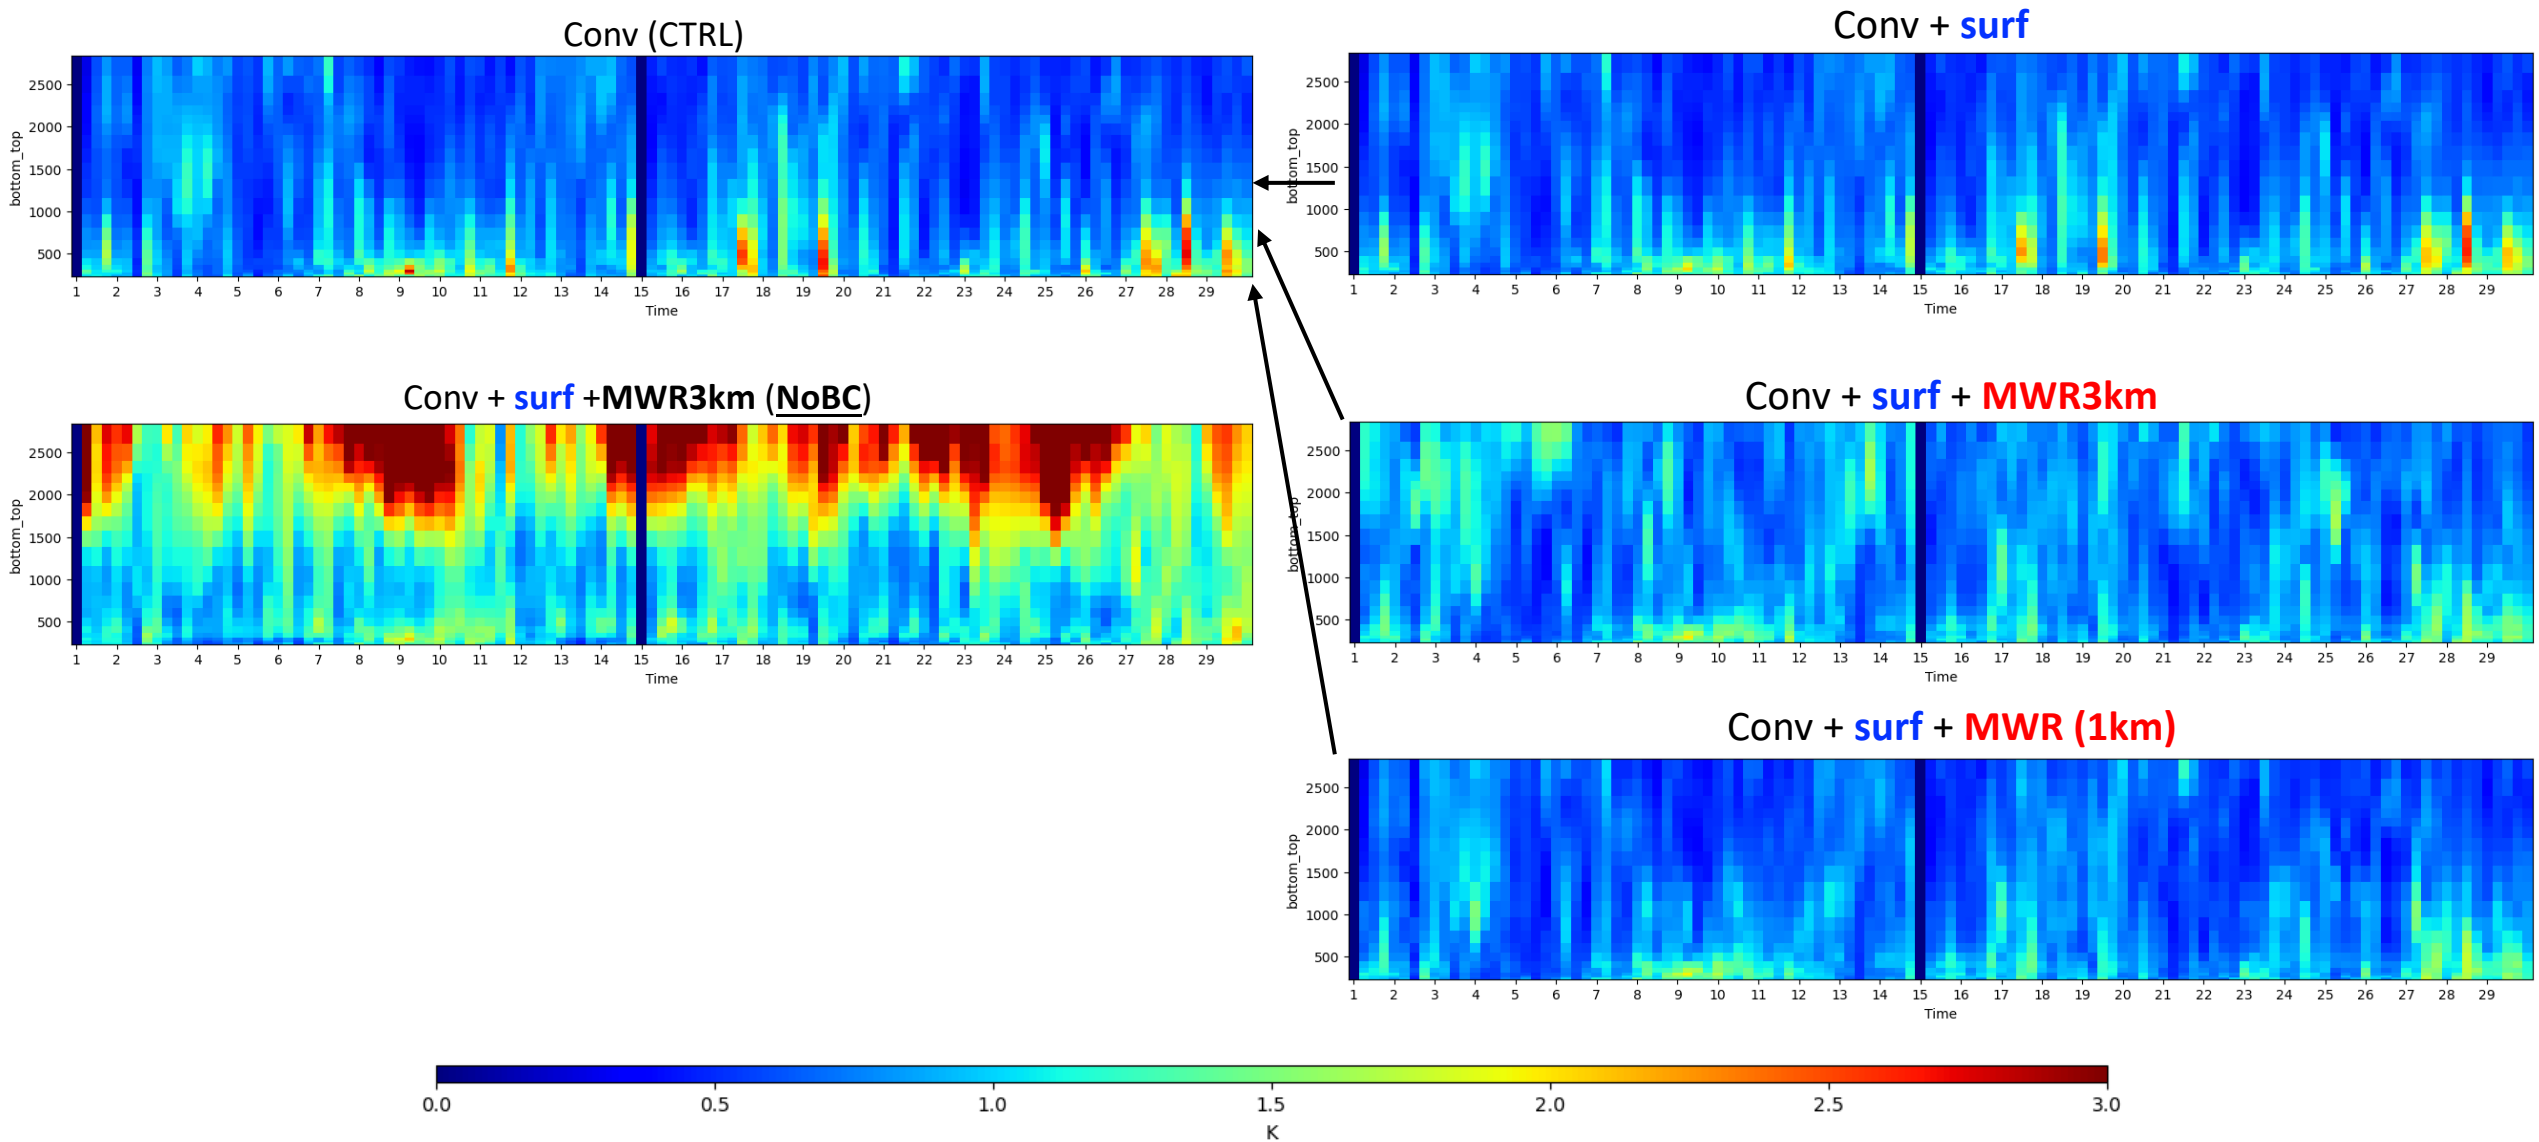 Conv (CTRL)
2500
2000
1500
1000
500
bottom_top
1 2 3 4 5 6 7 8 9 10 11 12 13 14 15 16 17 18 19 20 21 22 23 24 25 26 27 28 29
Time
Conv + surf
2500
2000
1500
1000
500
bottom_top
1 2 3 4 5 6 7 8 9 10 11 12 13 14 15 16 17 18 19 20 21 22 23 24 25 26 27 28 29
Time
Conv + surf +MWR3km (NoBC)
2500
2000
1500
1000
500
bottom_top
1 2 3 4 5 6 7 8 9 10 11 12 13 14 15 16 17 18 19 20 21 22 23 24 25 26 27 28 29
Time
Conv + surf + MWR3km
2500
2000
1500
1000
500
bottom_top
1 2 3 4 5 6 7 8 9 10 11 12 13 14 15 16 17 18 19 20 21 22 23 24 25 26 27 28 29
Time
Conv + surf + MWR (1km)
2500
2000
1500
1000
500
bottom_top
1 2 3 4 5 6 7 8 9 10 11 12 13 14 15 16 17 18 19 20 21 22 23 24 25 26 27 28 29
Time
0.0 0.5 1.0 1.5 2.0 2.5 3.0
K